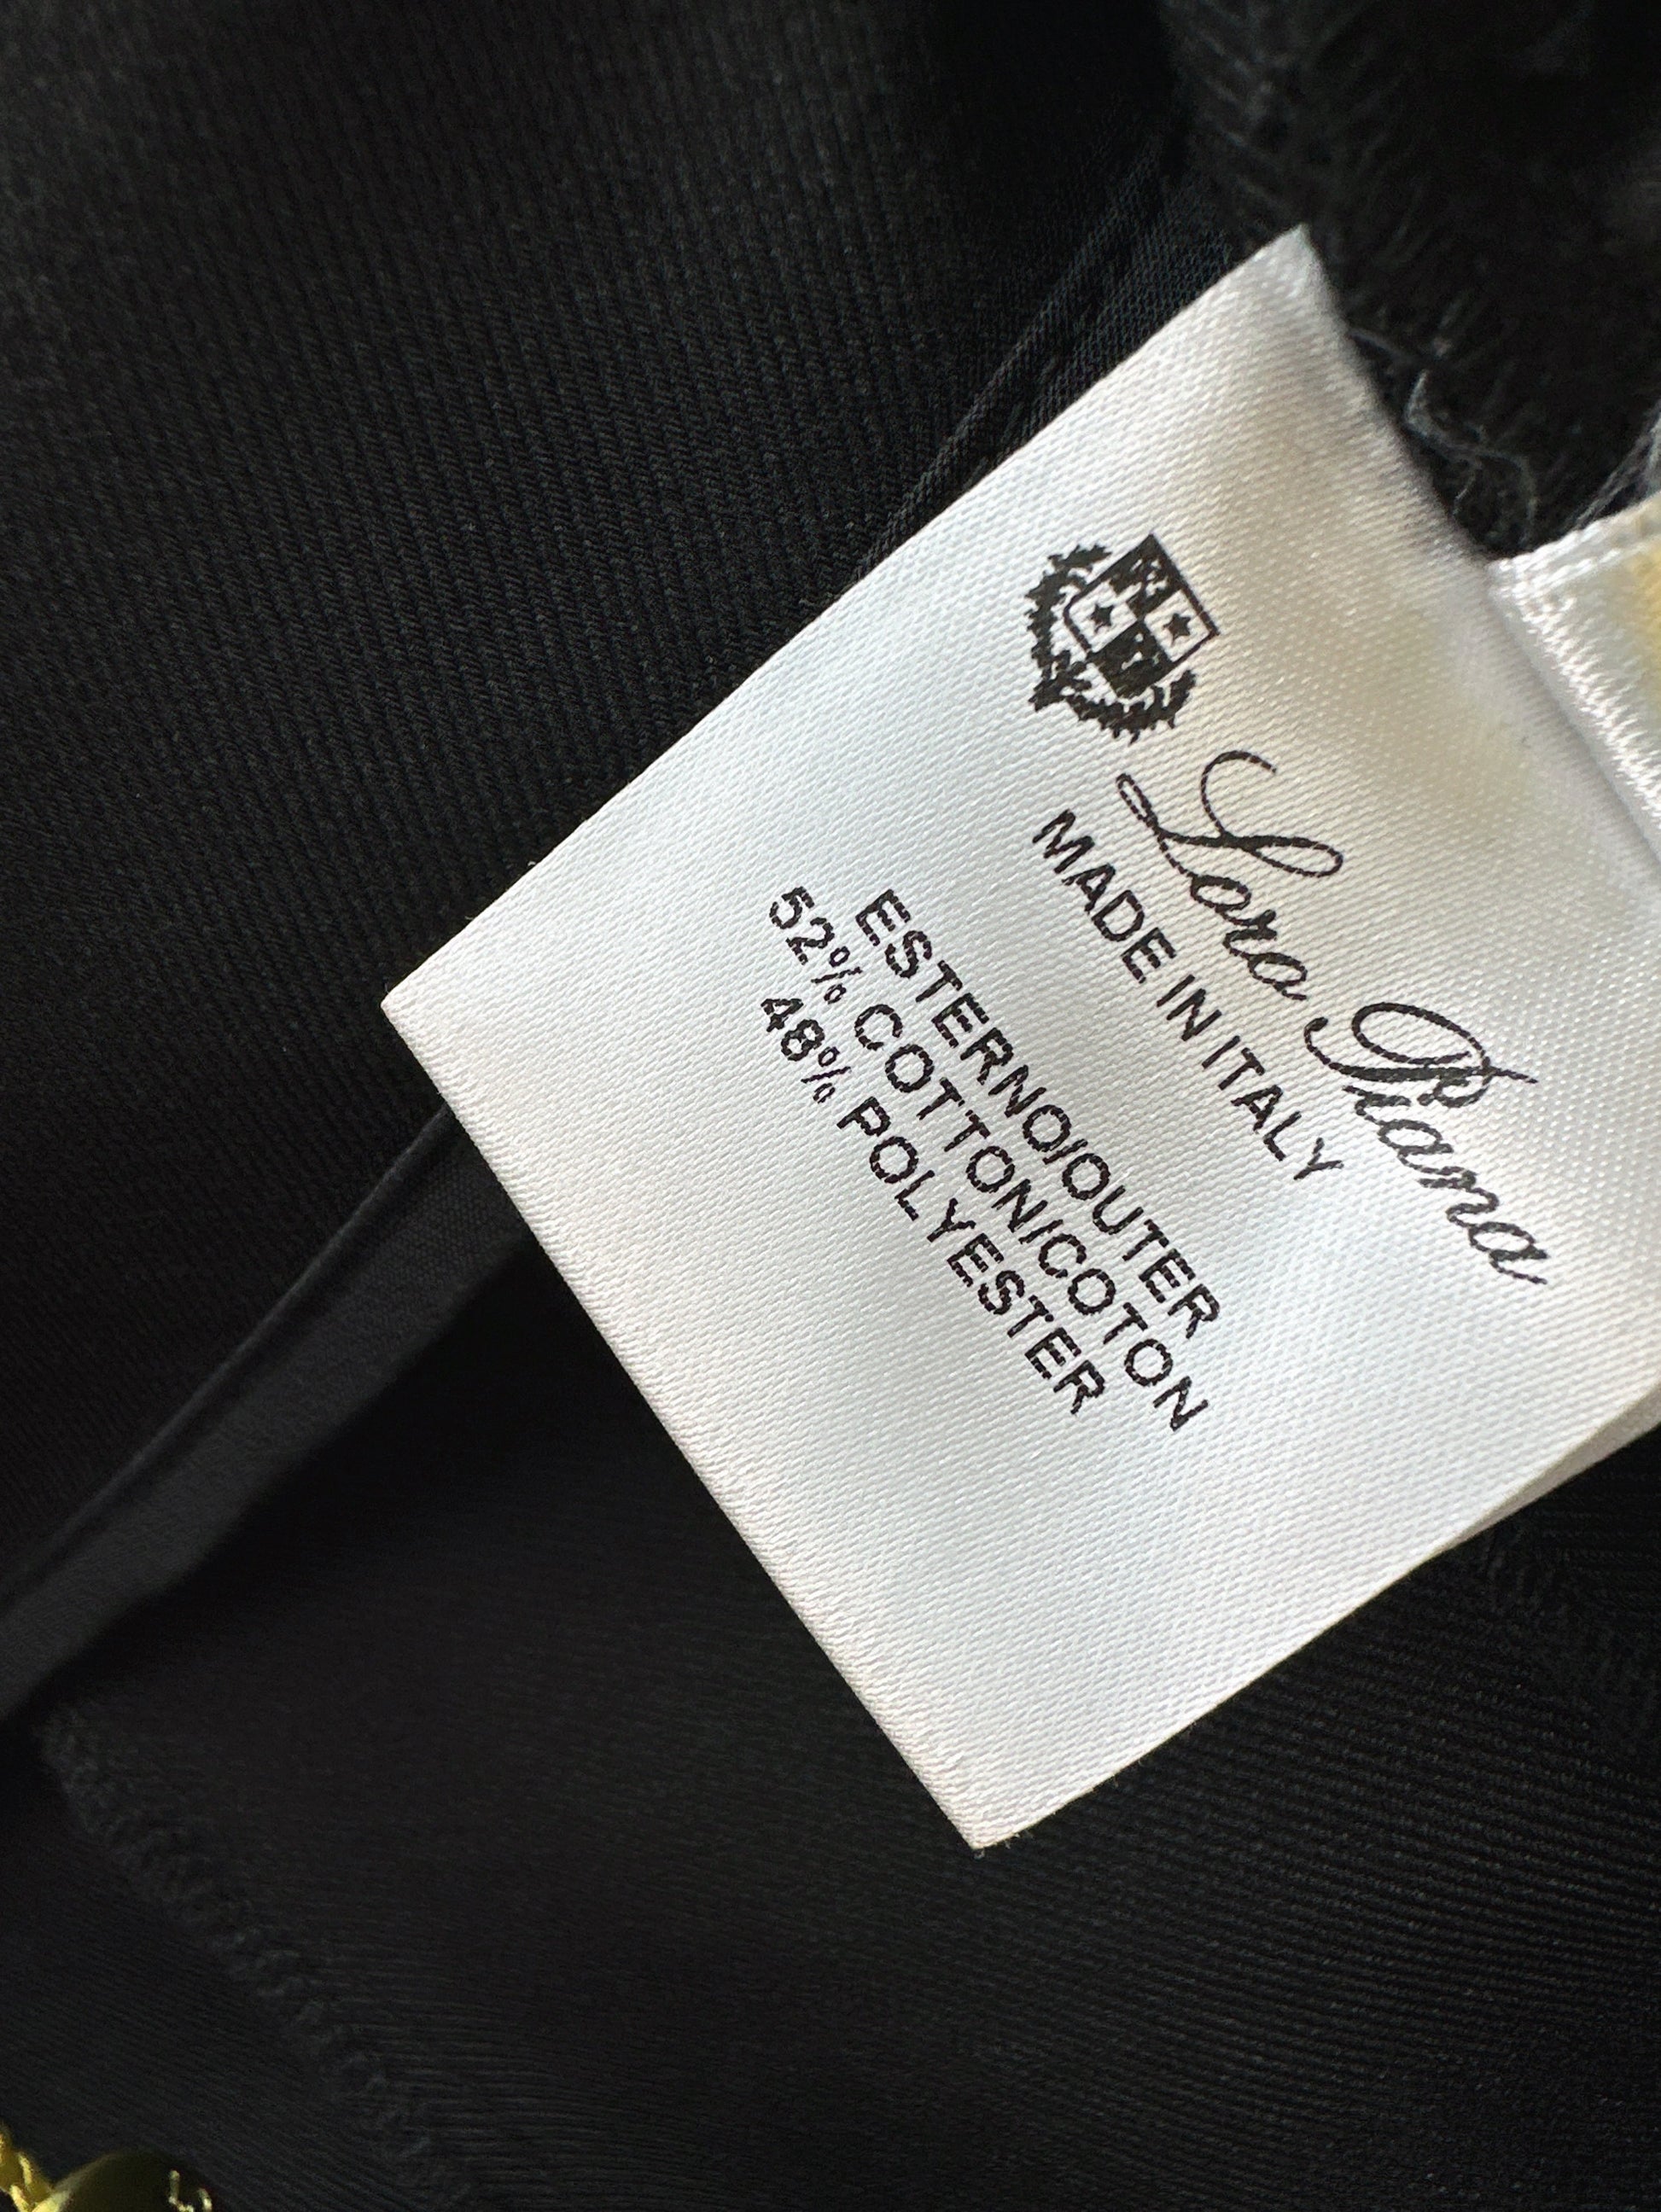 Loro Piana
MADE IN ITALY
ESTERNO/OUTER
52% COTTON/COTON
48% POLYESTER